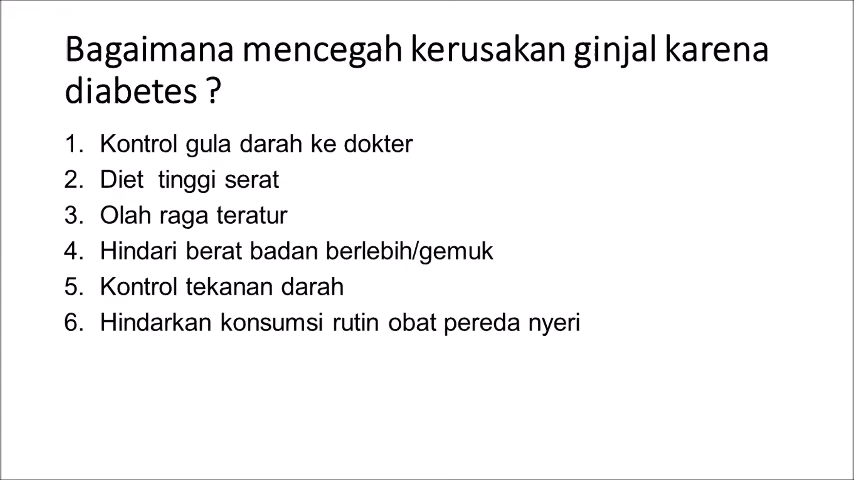 Bagaimana mencegah kerusakan ginjal karena
diabetes ?
1. Kontrol gula darah ke dokter
2. Diet tinggi serat
3. Olah raga teratur
4. Hindari berat badan berlebih/gemuk
5. Kontrol tekanan darah
6. Hindarkan konsumsi rutin obat pereda nyeri